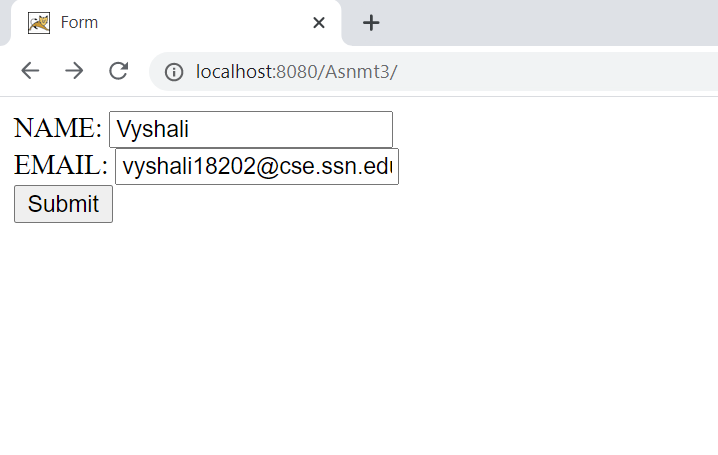 Form
localhost:8080/Asnmt3/
NAME: Vyshali
EMAIL: vyshali18202@cse.ssn.edu
Submit